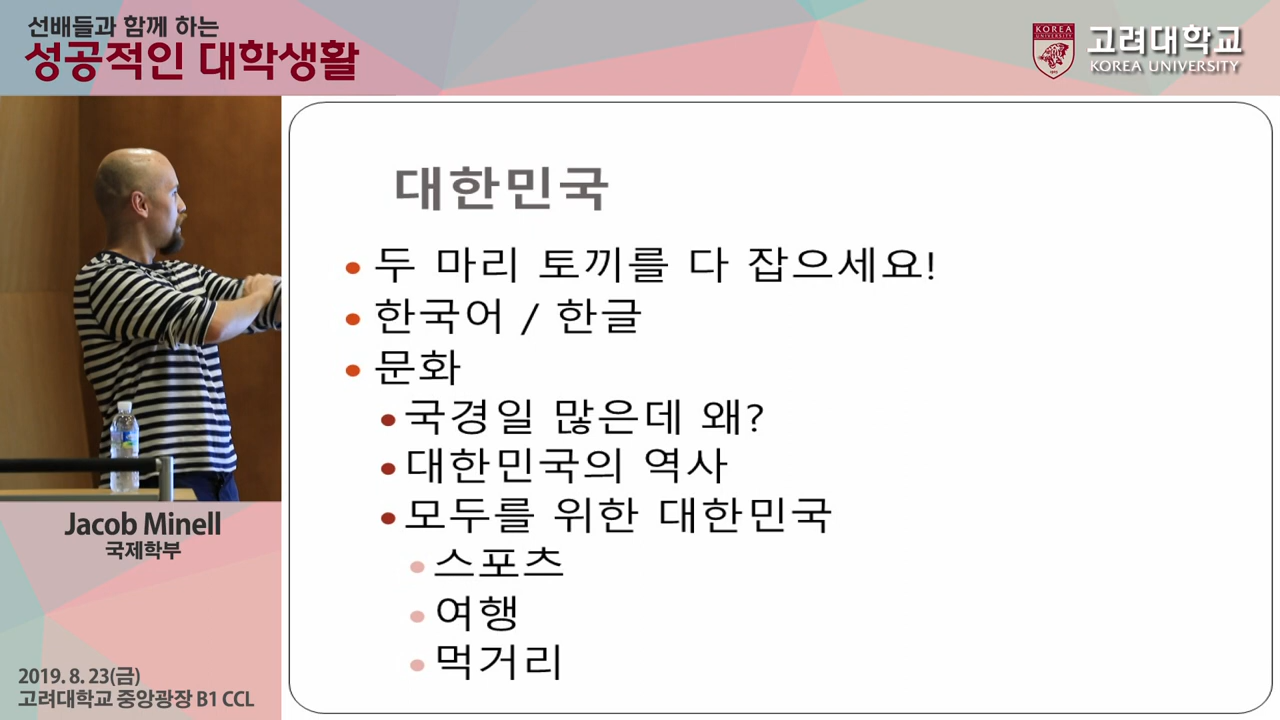 선배들과 함께 하는
성공적인 대학생활
KOREA
UNIVERSITY
고려대학교
KOREA UNIVERSITY
대한민국
두 마리 토끼를 다 잡으세요!
한국어 / 한글
문화
국경일 많은데 왜?
대한민국의 역사
모두를 위한 대한민국
스포츠
여행
먹거리
Jacob Minell
국제학부
2019. 8. 23(금)
고려대학교 중앙광장 B1 CCL